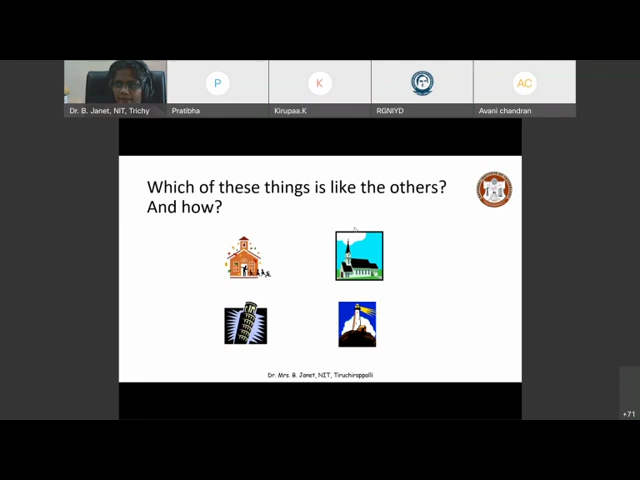 P
K
AC
Dr. B. Janet, NIT, Trichy
Pratibha
Kirupaa.K
RGNIYD
Avani chandran
Which of these things is like the others?
And how?
Dr. Mrs. B. Janet, NIT, Tiruchirappalli
+71